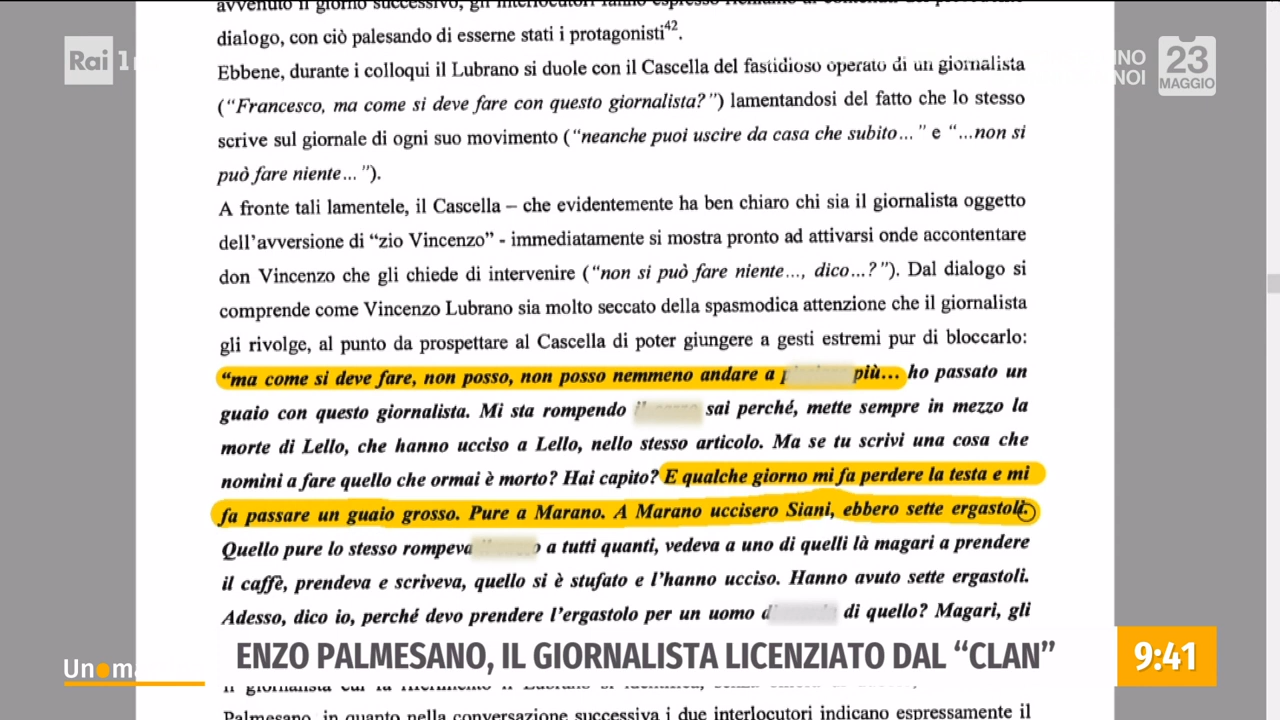 avvenuto il giorno successivo, gli interlocutori
dialogo, con ciò palesando di esserne stati i protagonisti42.
Ebbene, durante i colloqui il Lubrano si duole con il Cascella del fastidioso operato di un giornalista
(“Francesco, ma come si deve fare con questo giornalista?”) lamentandosi del fatto che lo stesso
scrive sul giornale di ogni suo movimento (“neanche puoi uscire da casa che subito…” e “…non si
può fare niente…”).
A fronte tali lamentele, il Cascella – che evidentemente ha ben chiaro chi sia il giornalista oggetto
dell’avversione di “zio Vincenzo” - immediatamente si mostra pronto ad attivarsi onde accontentare
don Vincenzo che gli chiede di intervenire (“non si può fare niente…, dico…?”). Dal dialogo si
comprende come Vincenzo Lubrano sia molto seccato della spasmodica attenzione che il giornalista
gli rivolge, al punto da prospettare al Cascella di poter giungere a gesti estremi pur di bloccarlo:
“ma come si deve fare, non posso, non posso nemmeno andare a più… ho passato un
guaio con questo giornalista. Mi sta rompendo sai perché, mette sempre in mezzo la
morte di Lello, che hanno ucciso a Lello, nello stesso articolo. Ma se tu scrivi una cosa che
nomini a fare quello che ormai è morto? Hai capito? E qualche giorno mi fa perdere la testa e mi
fa passare un guaio grosso. Pure a Marano. A Marano uccisero Siani, ebbero sette ergastoli.
Quello pure lo stesso rompeva a tutti quanti, vedeva a uno di quelli là magari a prendere
il caffè, prendeva e scriveva, quello si è stufato e l’hanno ucciso. Hanno avuto sette ergastoli.
Adesso, dico io, perché devo prendere l’ergastolo per un uomo di quello? Magari, gli
Palmesano, in quanto nella conversazione successiva i due interlocutori indicano espressamente il
Rai 1
INO
NOI
23
MAGGIO
Unoma
ENZO PALMESANO, IL GIORNALISTA LICENZIATO DAL “CLAN”
9:41